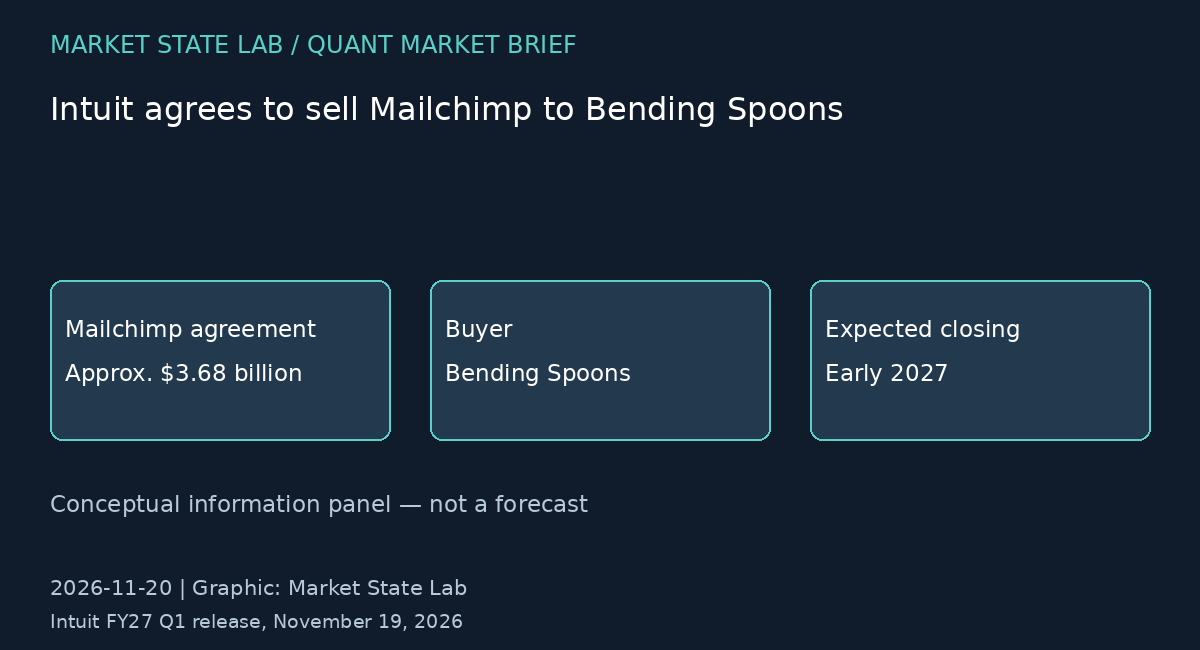 MARKET STATE LAB / QUANT MARKET BRIEF
Intuit agrees to sell Mailchimp to Bending Spoons
Mailchimp agreement
Approx. $3.68 billion
Buyer
Bending Spoons
Expected closing
Early 2027
Conceptual information panel — not a forecast
2026-11-20 | Graphic: Market State Lab
Intuit FY27 Q1 release, November 19, 2026